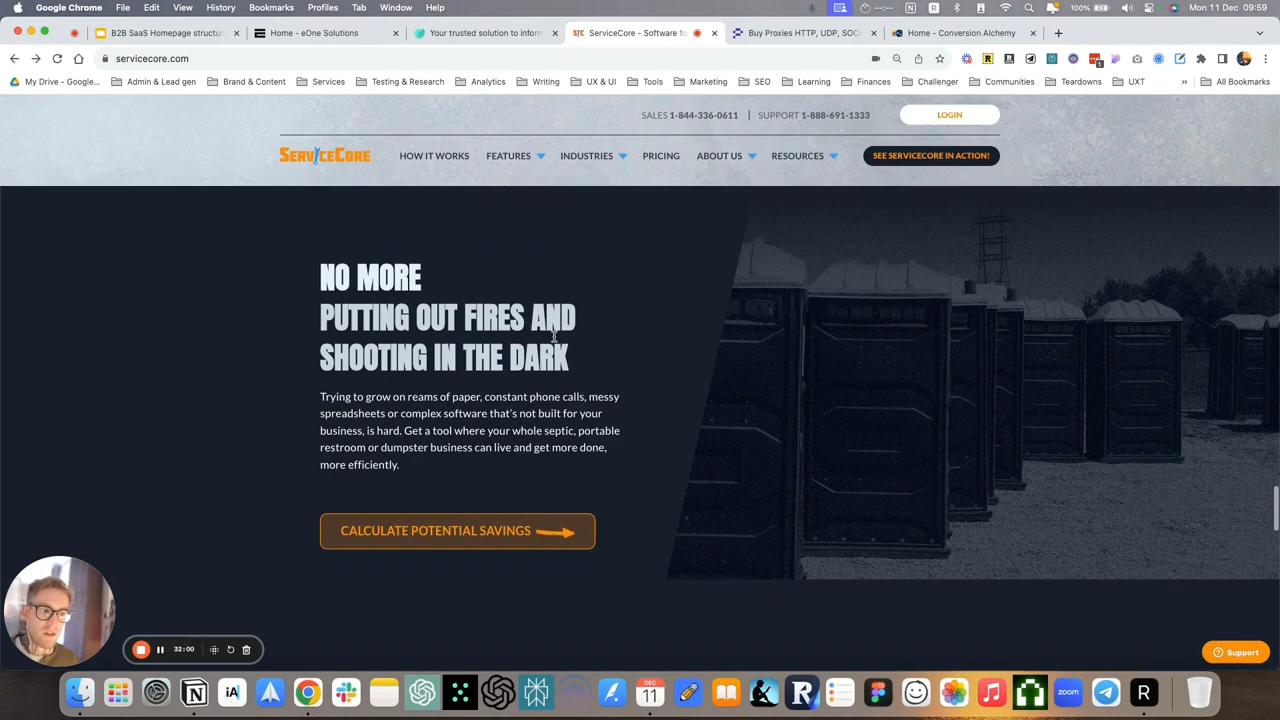 Chrome File Edit View History Bookmarks Profiles Tab Window Help
100% Mon 11 Dec 09:59
B2B SaaS Homepage structur
Home - eOne Solutions
Your trusted solution to inform
ServiceCore - Software fo
Buy Proxies HTTP, UDP, SOC
Home - Conversion Alchemy
servicecore.com
My Drive - Google...
Admin & Lead gen
Brand & Content
Services
Testing & Research
Analytics
Writing
UX & UI
Tools
Marketing
SEO
Learning
Finances
Challenger
Communities
Teardowns
UXT
All Bookmarks
SALES 1-844-336-0611 | SUPPORT 1-888-691-1333
LOGIN
SERVICECORE
HOW IT WORKS
FEATURES
INDUSTRIES
PRICING
ABOUT US
RESOURCES
SEE SERVICECORE IN ACTION!
NO MORE
PUTTING OUT FIRES AND
SHOOTING IN THE DARK
Trying to grow on reams of paper, constant phone calls, messy
spreadsheets or complex software that's not built for your
business, is hard. Get a tool where your whole septic, portable
restroom or dumpster business can live and get more done,
more efficiently.
CALCULATE POTENTIAL SAVINGS
32:00
Support
iA
DEC
11
zoom
R